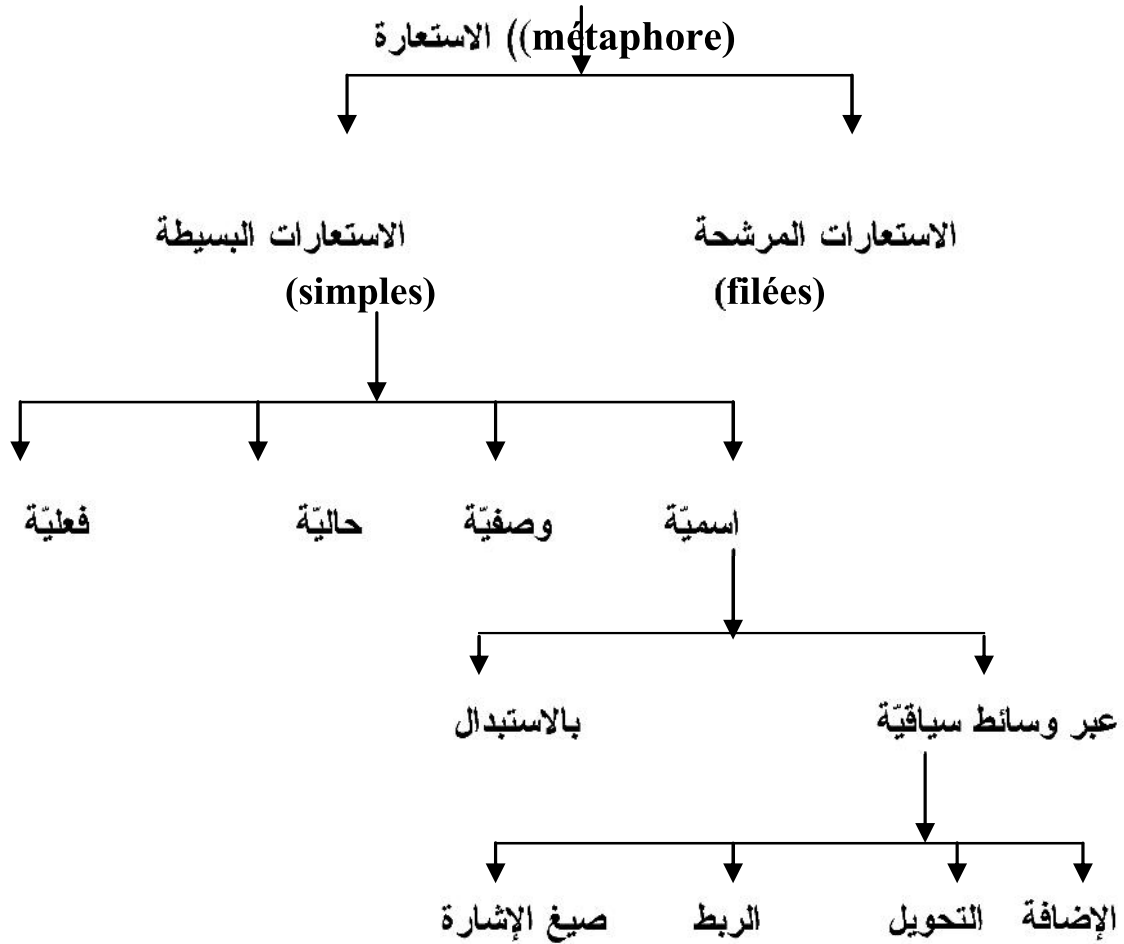 الاستعارة ((métaphore)
الاستعارات المرشحة الاستعارات البسيطة
(filées) (simples)
اسميّة وصفيّة حاليّة فعليّة
عبر وسائط سياقيّة بالاستبدال
الإضافة التحويل الربط صيغ الإشارة